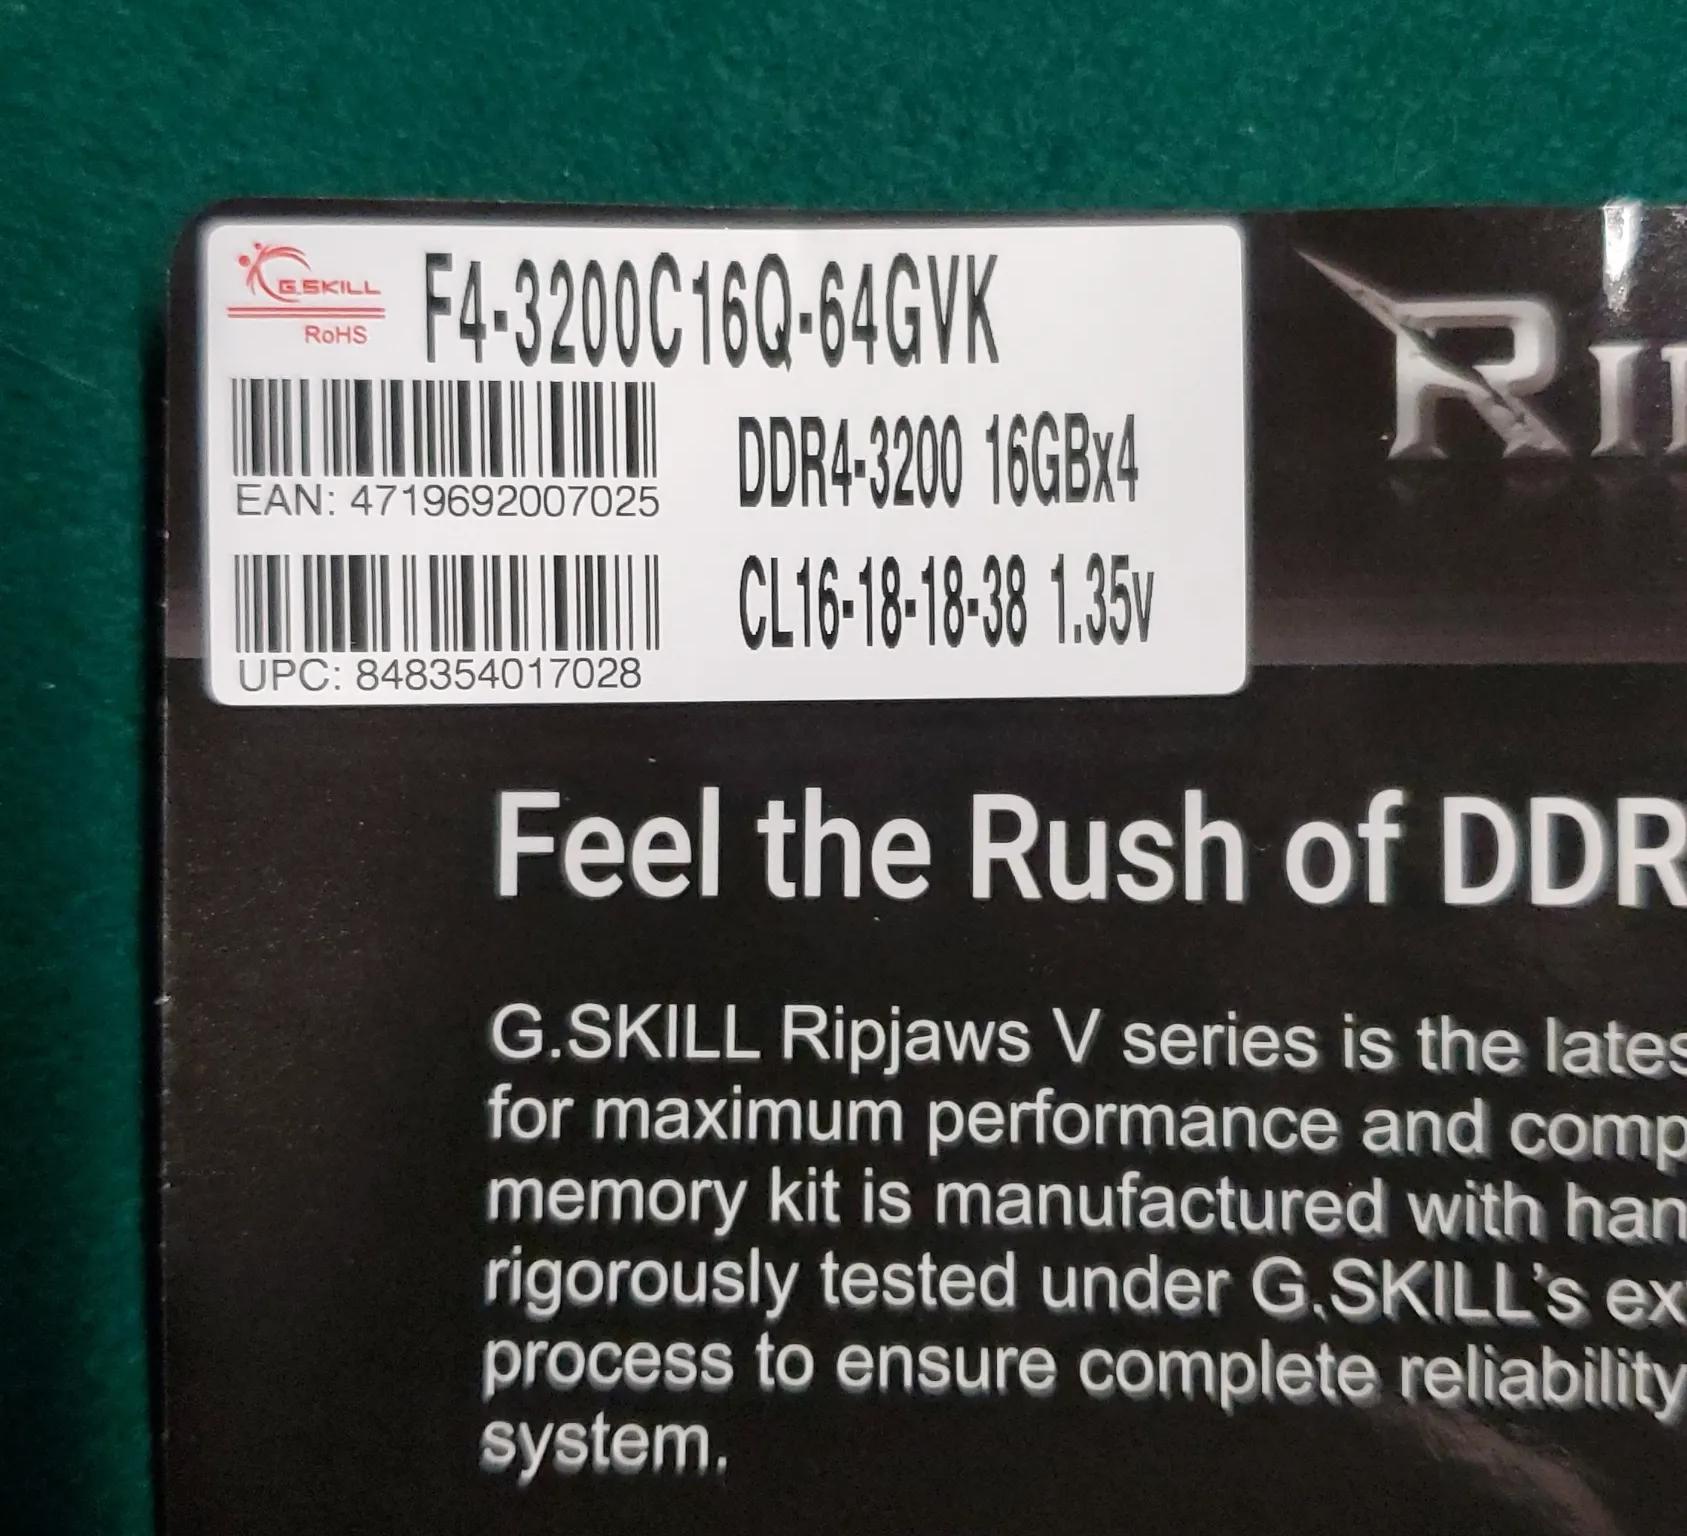 G.SKILL
RoHS
F4-3200C16Q-64GVK
EAN: 4719692007025
DDR4-3200 16GBx4
UPC: 848354017028
CL16-18-18-38 1.35v
Feel the Rush of DDR
G.SKILL Ripjaws V series is the lates
for maximum performance and comp
memory kit is manufactured with han
rigorously tested under G.SKILL's ex
process to ensure complete reliability
system.